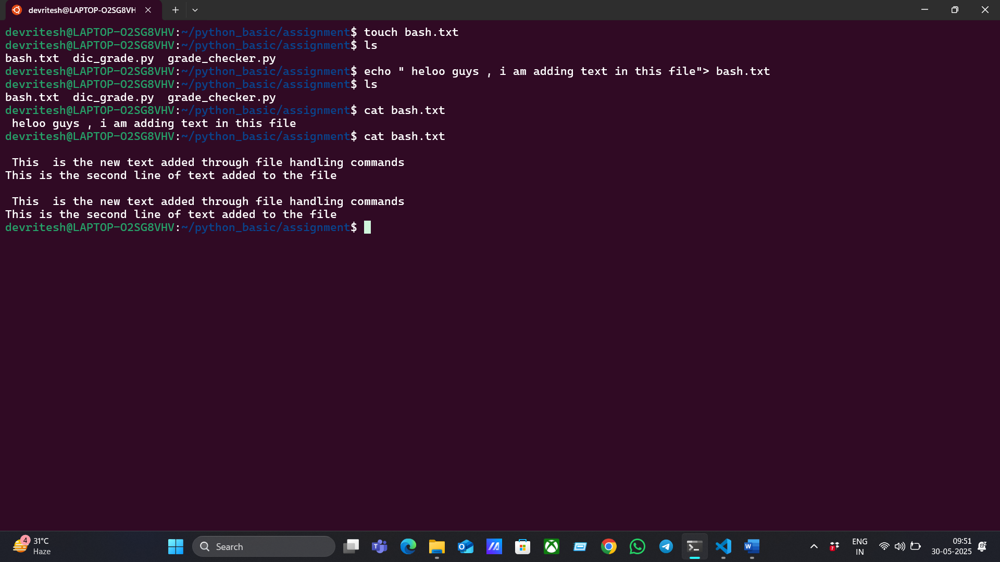 devritesh@LAPTOP-O2SG8VH
devritesh@LAPTOP-O2SG8VHV:~/python_basic/assignment$ touch bash.txt
devritesh@LAPTOP-O2SG8VHV:~/python_basic/assignment$ ls
bash.txt  dic_grade.py  grade_checker.py
devritesh@LAPTOP-O2SG8VHV:~/python_basic/assignment$ echo " heloo guys , i am adding text in this file"> bash.txt
devritesh@LAPTOP-O2SG8VHV:~/python_basic/assignment$ ls
bash.txt  dic_grade.py  grade_checker.py
devritesh@LAPTOP-O2SG8VHV:~/python_basic/assignment$ cat bash.txt
 heloo guys , i am adding text in this file
devritesh@LAPTOP-O2SG8VHV:~/python_basic/assignment$ cat bash.txt

 This  is the new text added through file handling commands
This is the second line of text added to the file

 This  is the new text added through file handling commands
This is the second line of text added to the file
devritesh@LAPTOP-O2SG8VHV:~/python_basic/assignment$
4
31°C
Haze
Search
T
O
W
7
ENG
IN
09:51
30-05-2025